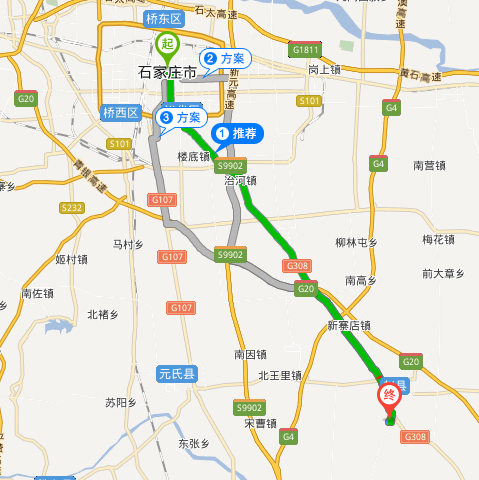 桥东区
石太高速
起
2 方案
G1811
岗上镇
石家庄市
新元高速
黄石高速
G20
G4
桥西区
S101
3 方案
1 推荐
S101
楼底镇
S9902
冶河镇
G4
南营镇
青银高速
S232
G107
马村乡
G107
姬村镇
S9902
柳林屯乡
梅花镇
G308
南高乡
前大章乡
G20
南佐镇
G107
北褚乡
新寨店镇
南因镇
G20
元氏县
北王里镇
县
终
苏阳乡
S9902
宋曹镇
G4
G308
东张乡